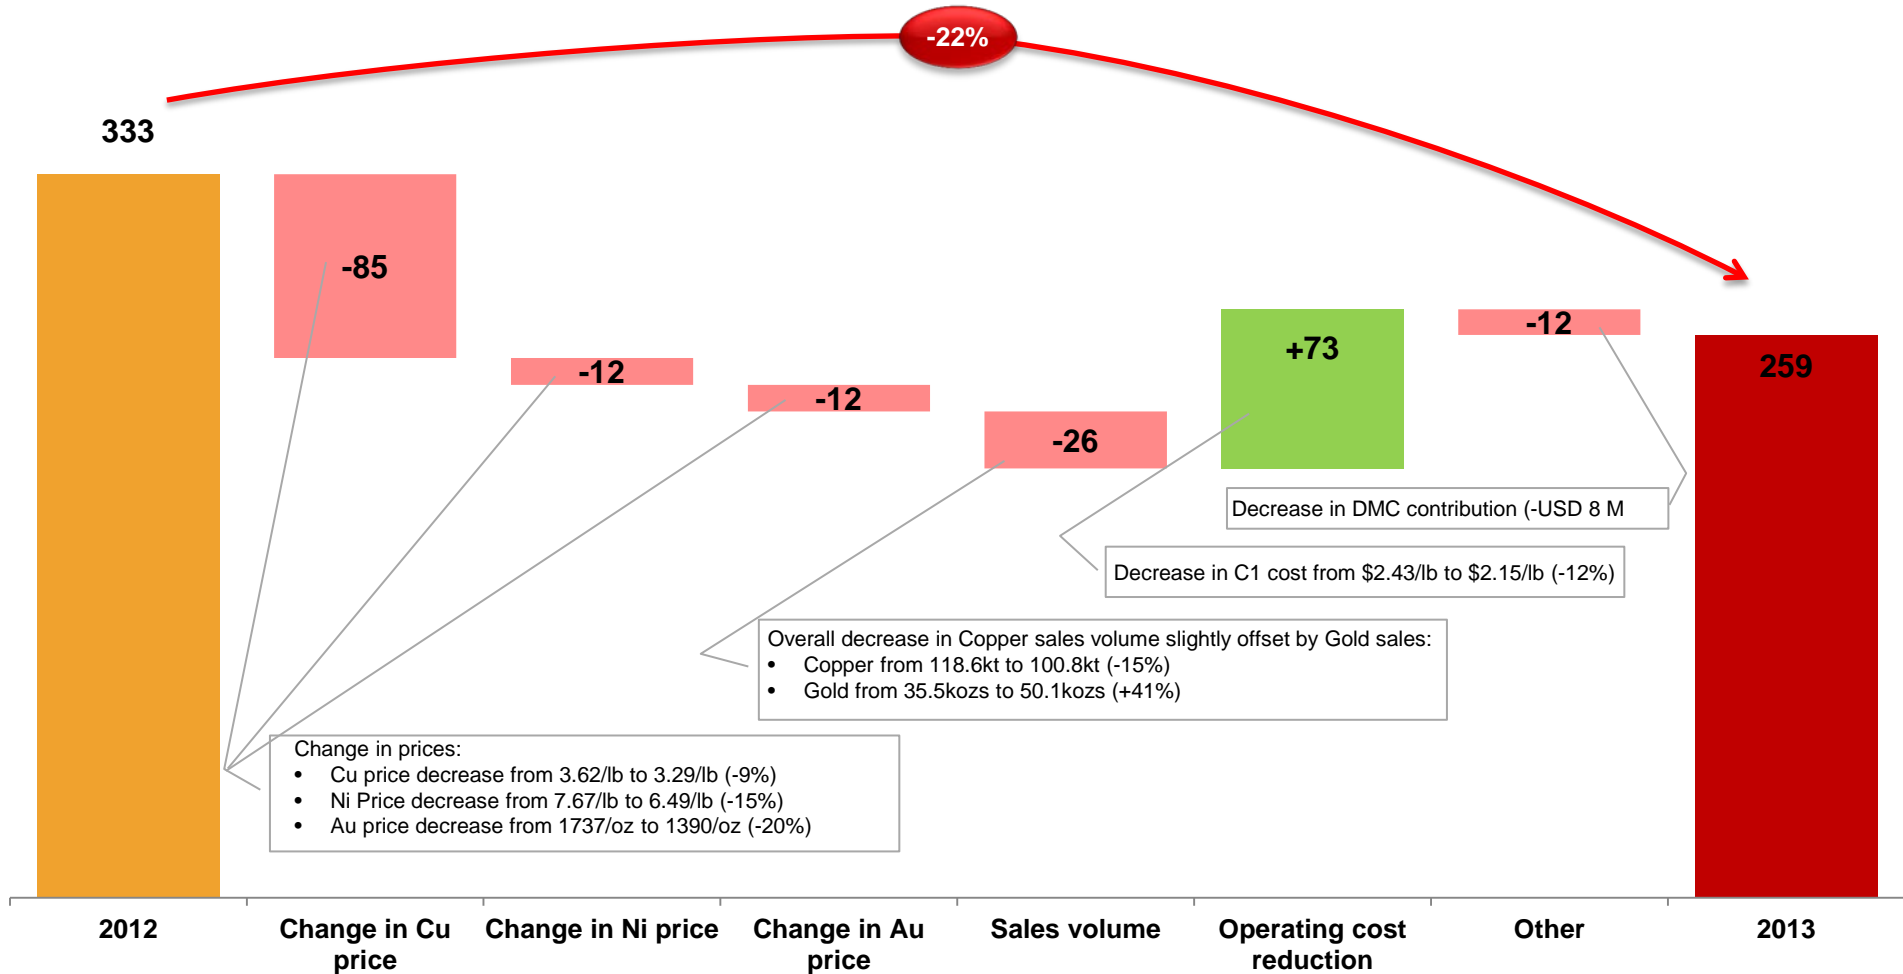 -22%
333
-85
-12
-12
-26
+73
-12
259
Decrease in DMC contribution (-USD 8 M
Decrease in C1 cost from $2.43/lb to $2.15/lb (-12%)
Overall decrease in Copper sales volume slightly offset by Gold sales:
• Copper from 118.6kt to 100.8kt (-15%)
• Gold from 35.5kozs to 50.1kozs (+41%)
Change in prices:
• Cu price decrease from 3.62/lb to 3.29/lb (-9%)
• Ni Price decrease from 7.67/lb to 6.49/lb (-15%)
• Au price decrease from 1737/oz to 1390/oz (-20%)
2012
Change in Cu
price
Change in Ni price
Change in Au
price
Sales volume
Operating cost
reduction
Other
2013